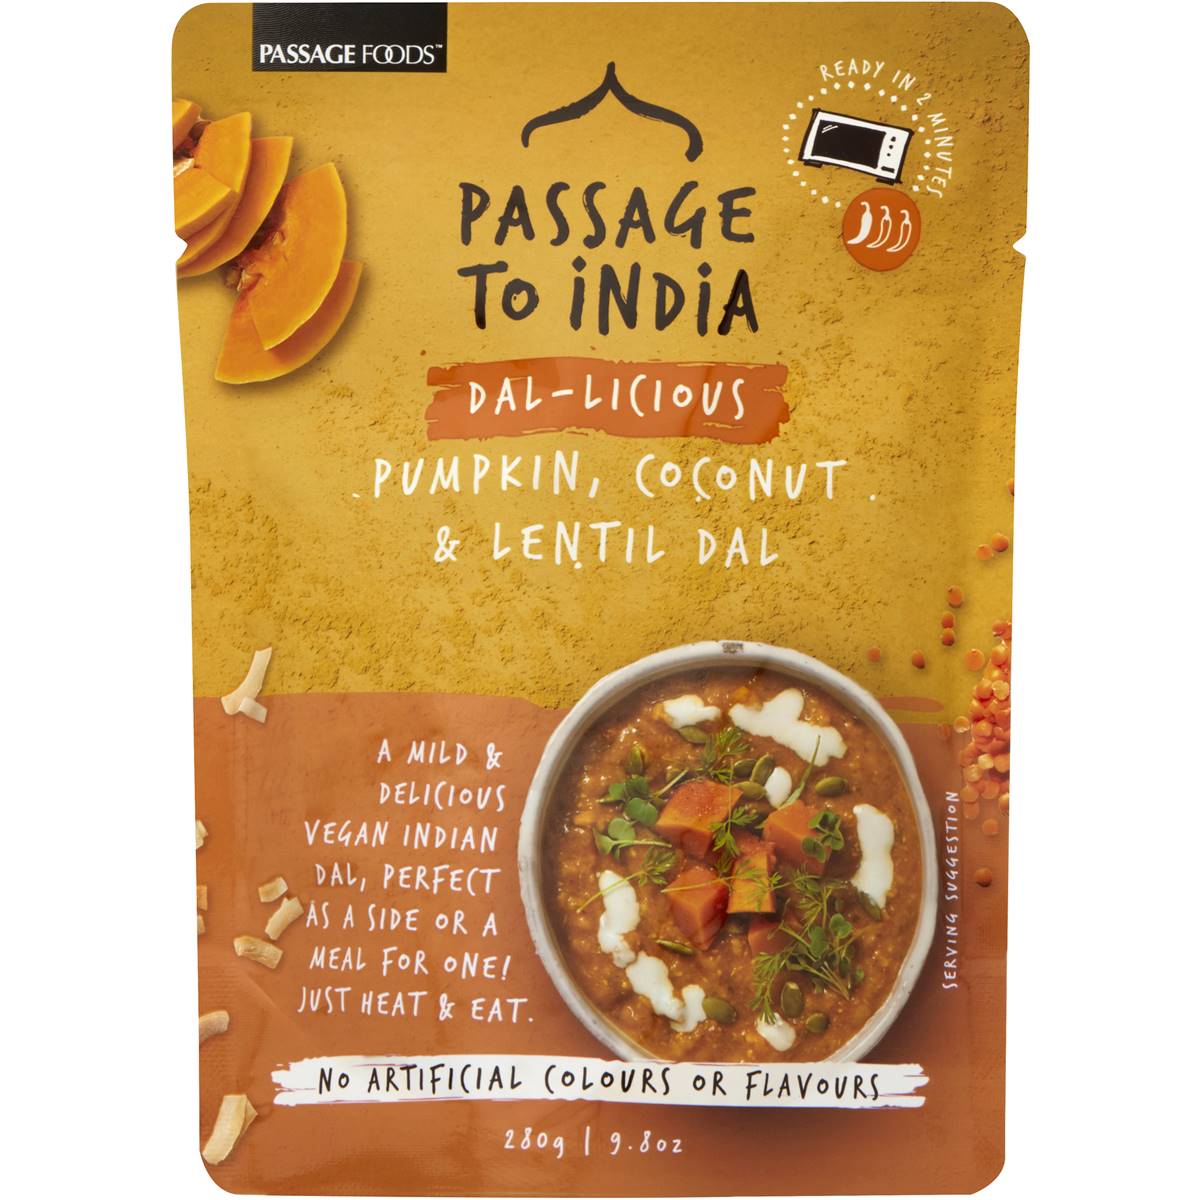 PASSAGE FOODS™
READY IN 2 MINUTES
PASSAGE
TO INDIA
DAL-LICIOUS
PUMPKIN, COCONUT
& LENTIL DAL
A MILD &
DELICIOUS
VEGAN INDIAN
DAL, PERFECT
AS A SIDE OR A
MEAL FOR ONE!
JUST HEAT & EAT.
SERVING SUGGESTION
NO ARTIFICIAL COLOURS OR FLAVOURS
280g | 9.8oz